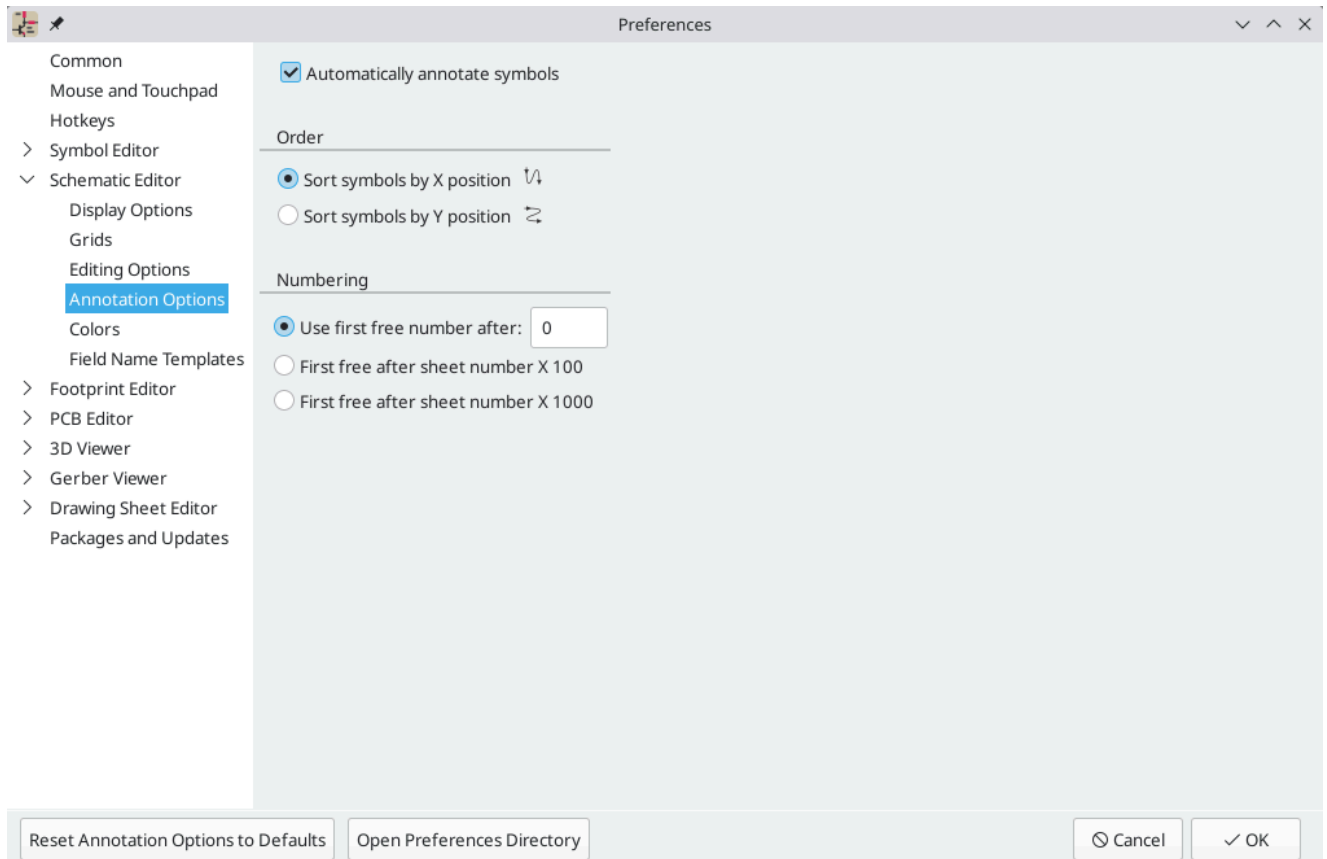 Preferences
Common
Mouse and Touchpad
Hotkeys
Symbol Editor
Schematic Editor
Display Options
Grids
Editing Options
Annotation Options
Colors
Field Name Templates
Footprint Editor
PCB Editor
3D Viewer
Gerber Viewer
Drawing Sheet Editor
Packages and Updates
Automatically annotate symbols
Order
Sort symbols by X position
Sort symbols by Y position
Numbering
Use first free number after: 0
First free after sheet number X 100
First free after sheet number X 1000
Reset Annotation Options to Defaults
Open Preferences Directory
Cancel
OK